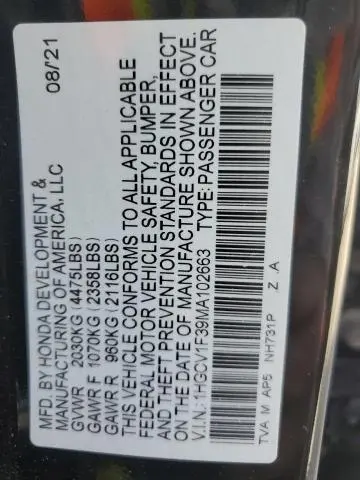 MFD. BY HONDA DEVELOPMENT & 08/21
MANUFACTURING OF AMERICA, LLC
GVWR 2030KG (4475LBS)
GAWR F 1070KG (2358LBS)
GAWR R 960KG (2116LBS)
THIS VEHICLE CONFORMS TO ALL APPLICABLE
FEDERAL MOTOR VEHICLE SAFETY, BUMPER,
AND THEFT PREVENTION STANDARDS IN EFFECT
ON THE DATE OF MANUFACTURE SHOWN ABOVE.
V.I.N.: 1HGCV1F39MA102663 TYPE: PASSENGER CAR
TVA M AP5 NH731P Z .A